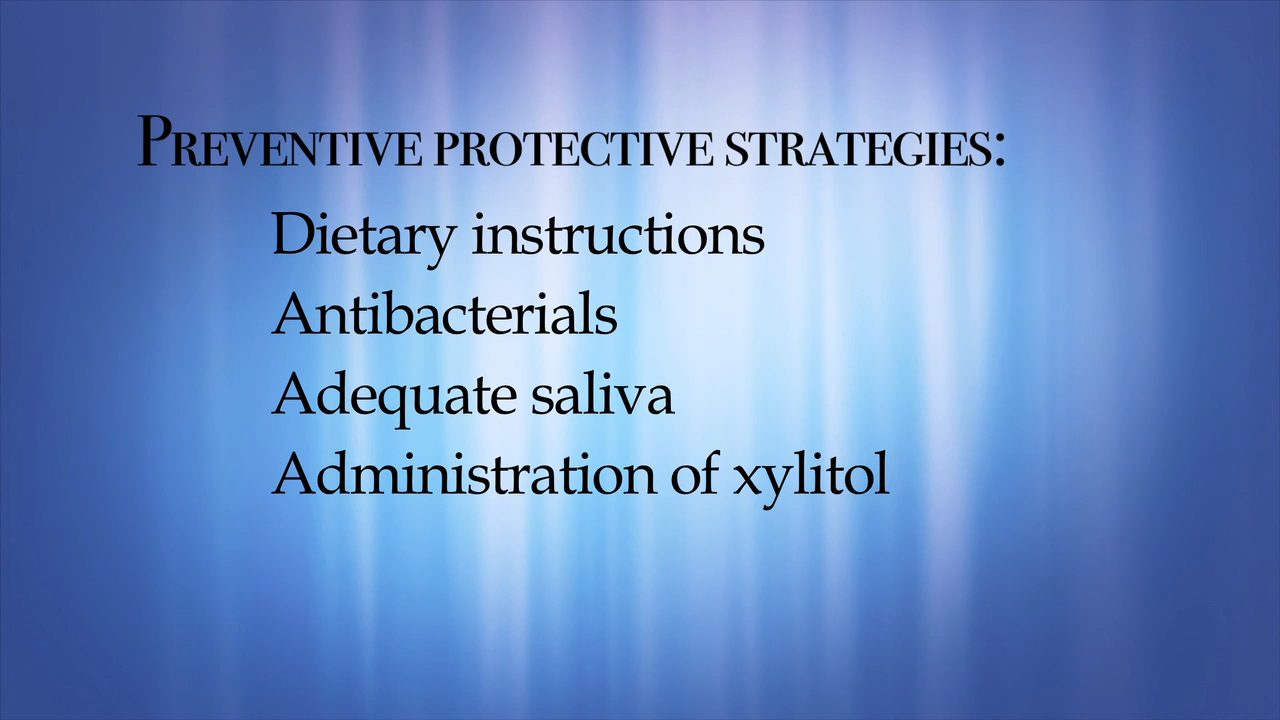 Preventive protective strategies:
Dietary instructions
Antibacterials
Adequate saliva
Administration of xylitol